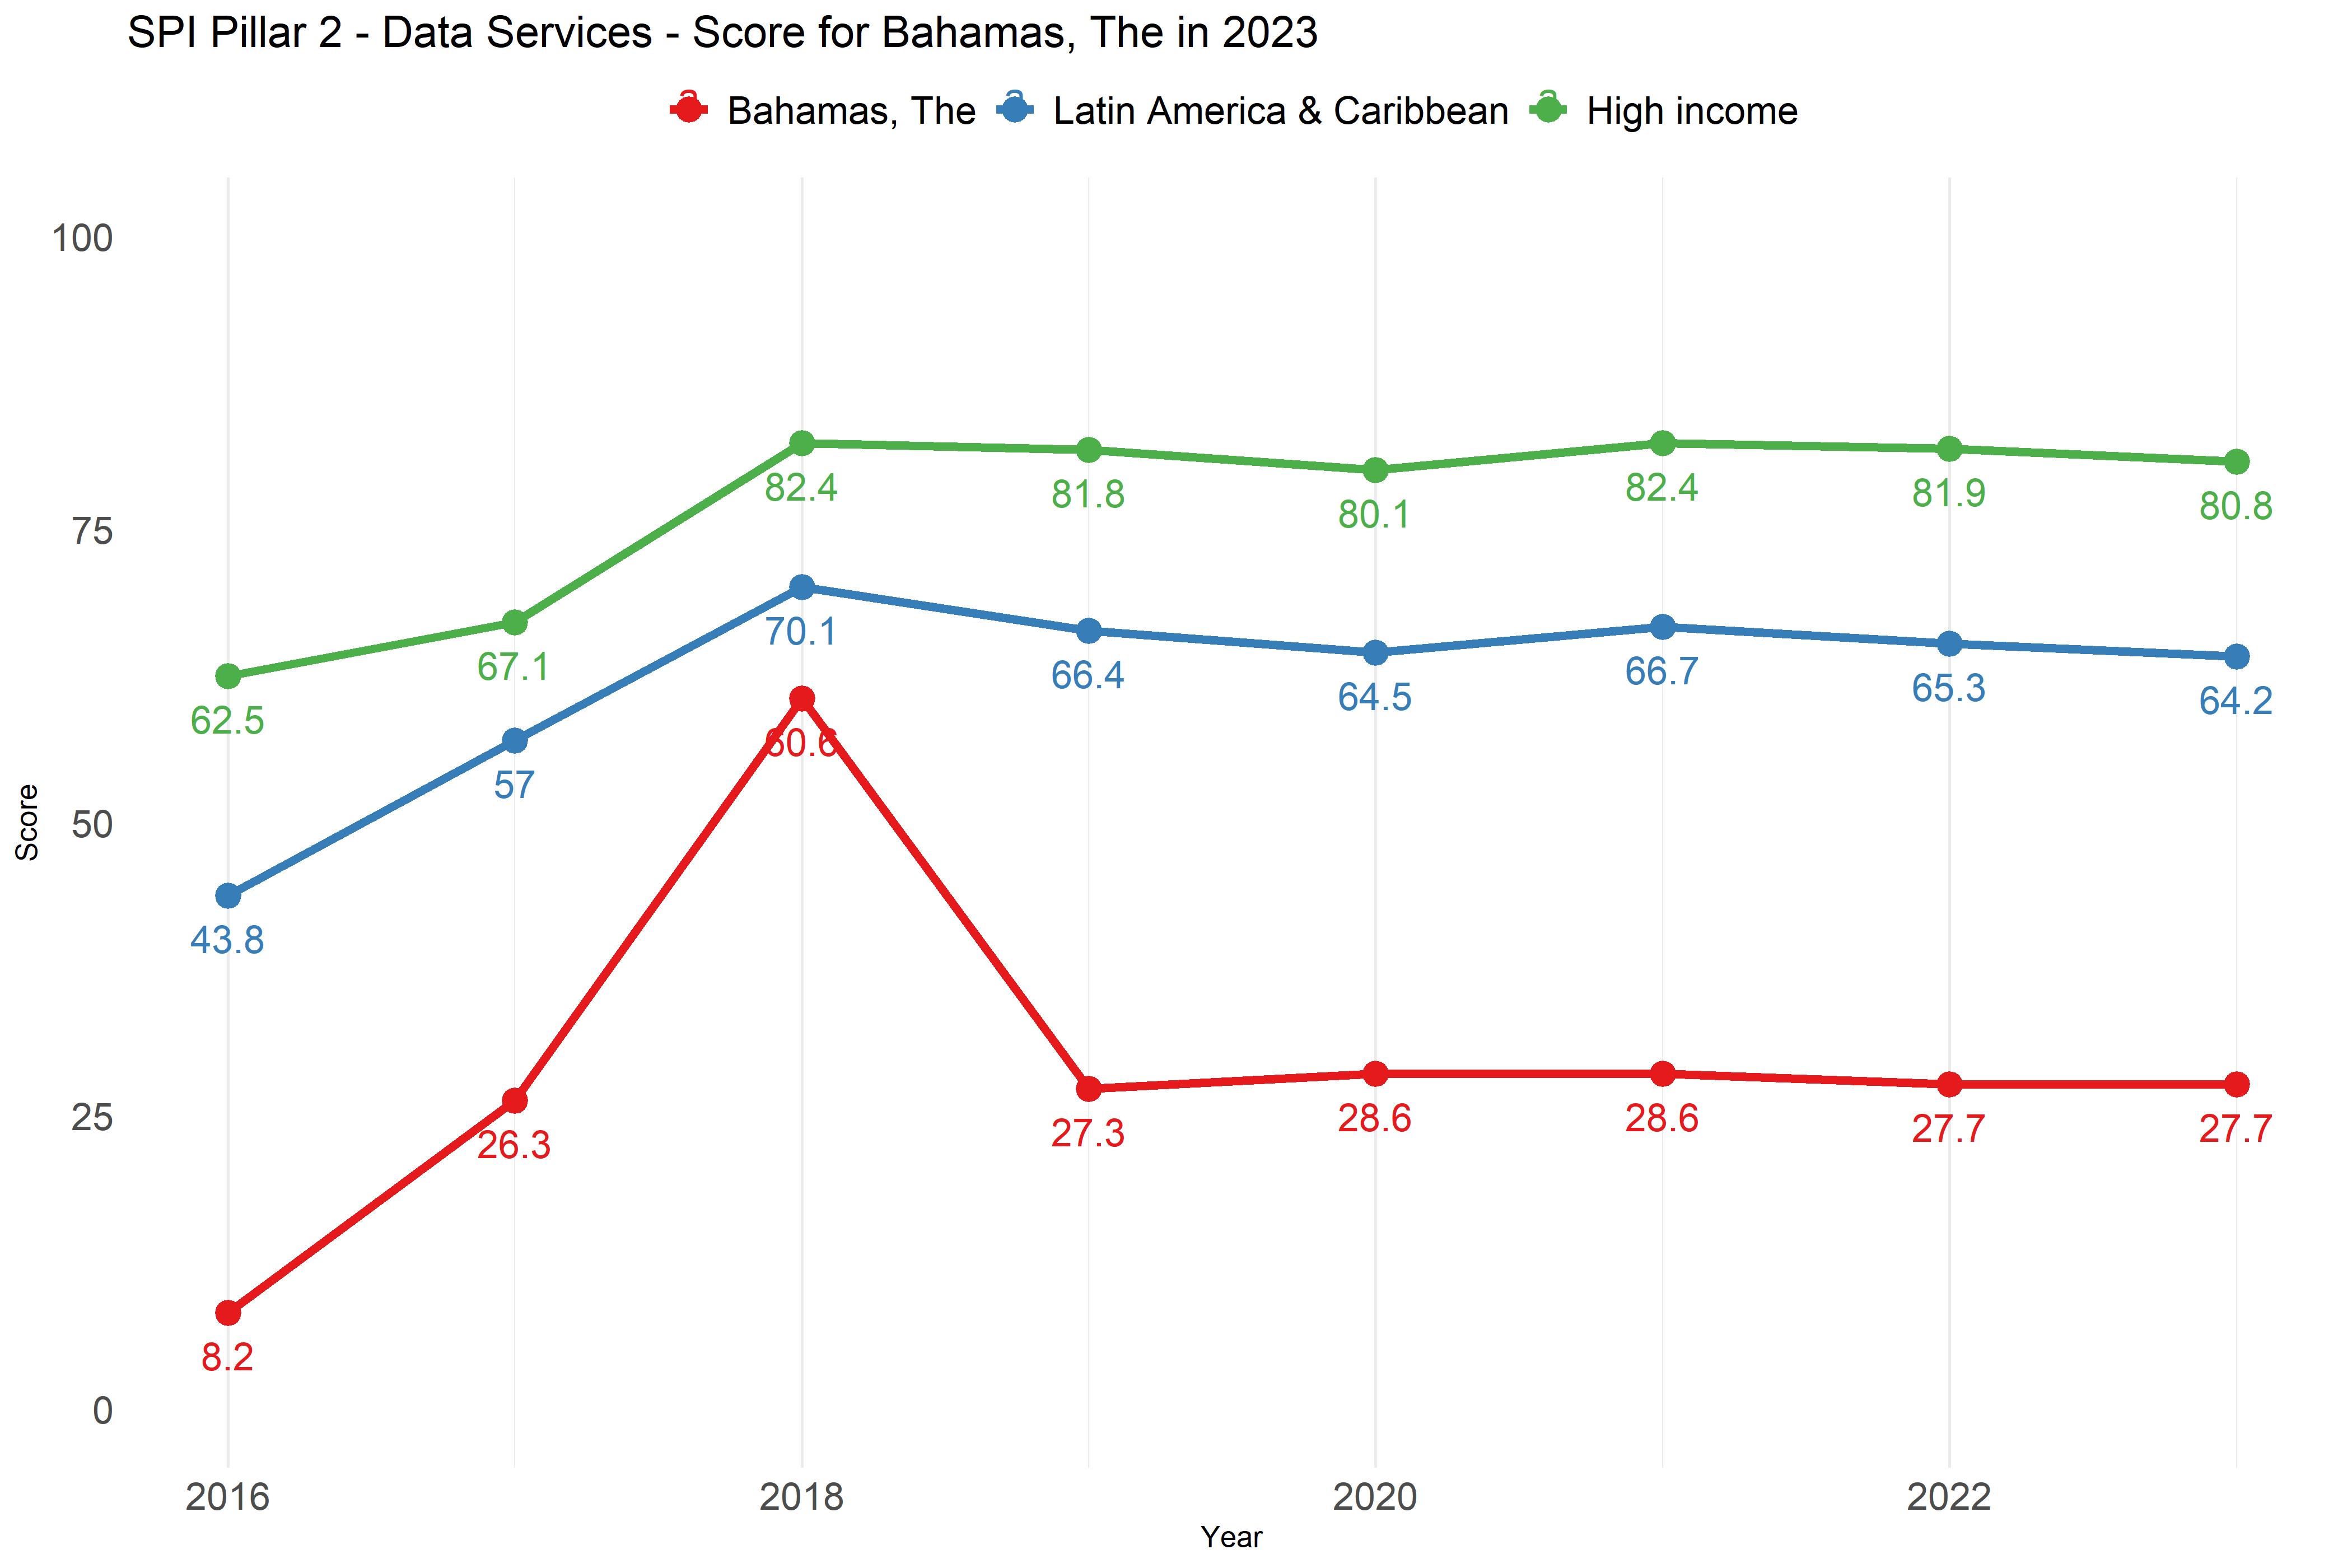 SPI Pillar 2 - Data Services - Score for Bahamas, The in 2023
Bahamas, The Latin America & Caribbean High income
100
82.4 81.8 80.1 82.4 81.9 80.8
75
67.1
62.5
70.1 66.4 64.5 66.7 65.3 64.2
60.6
57
Score
50
43.8
28.6 28.6
27.3 27.7 27.7
25
26.3
8.2
0
2016 2018 2020 2022
Year